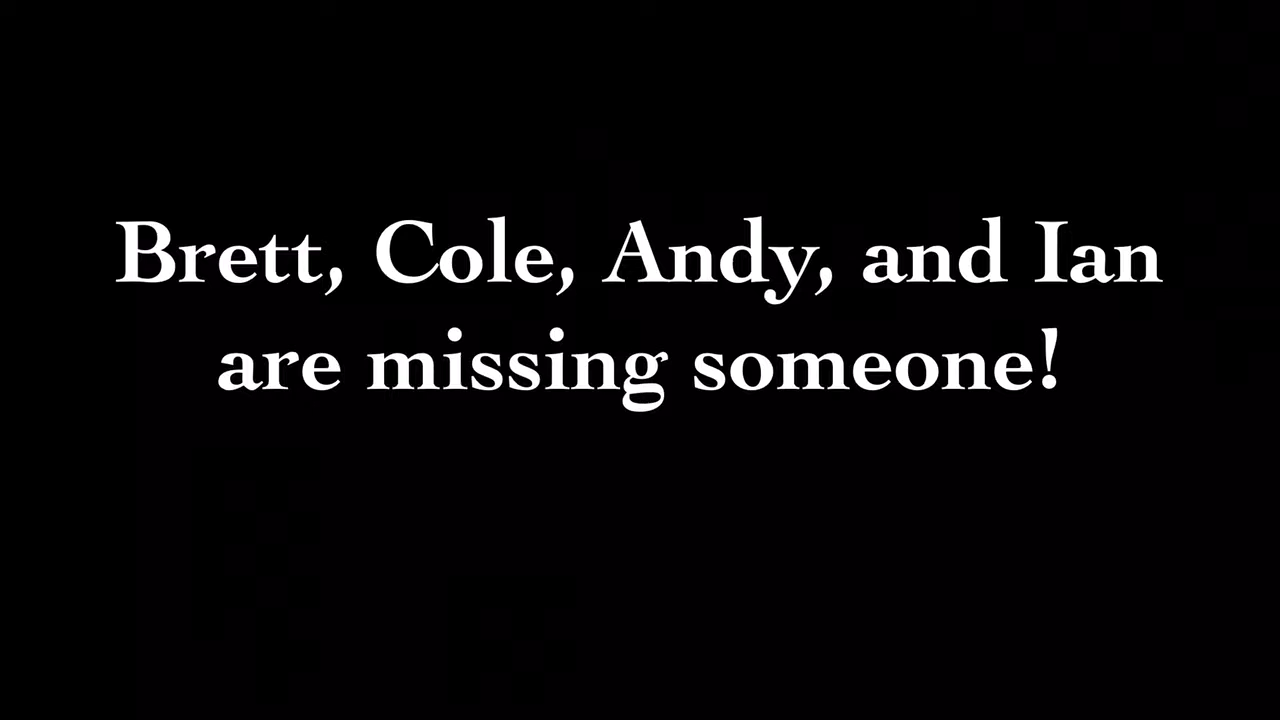 Brett, Cole, Andy, and Ian
are missing someone!